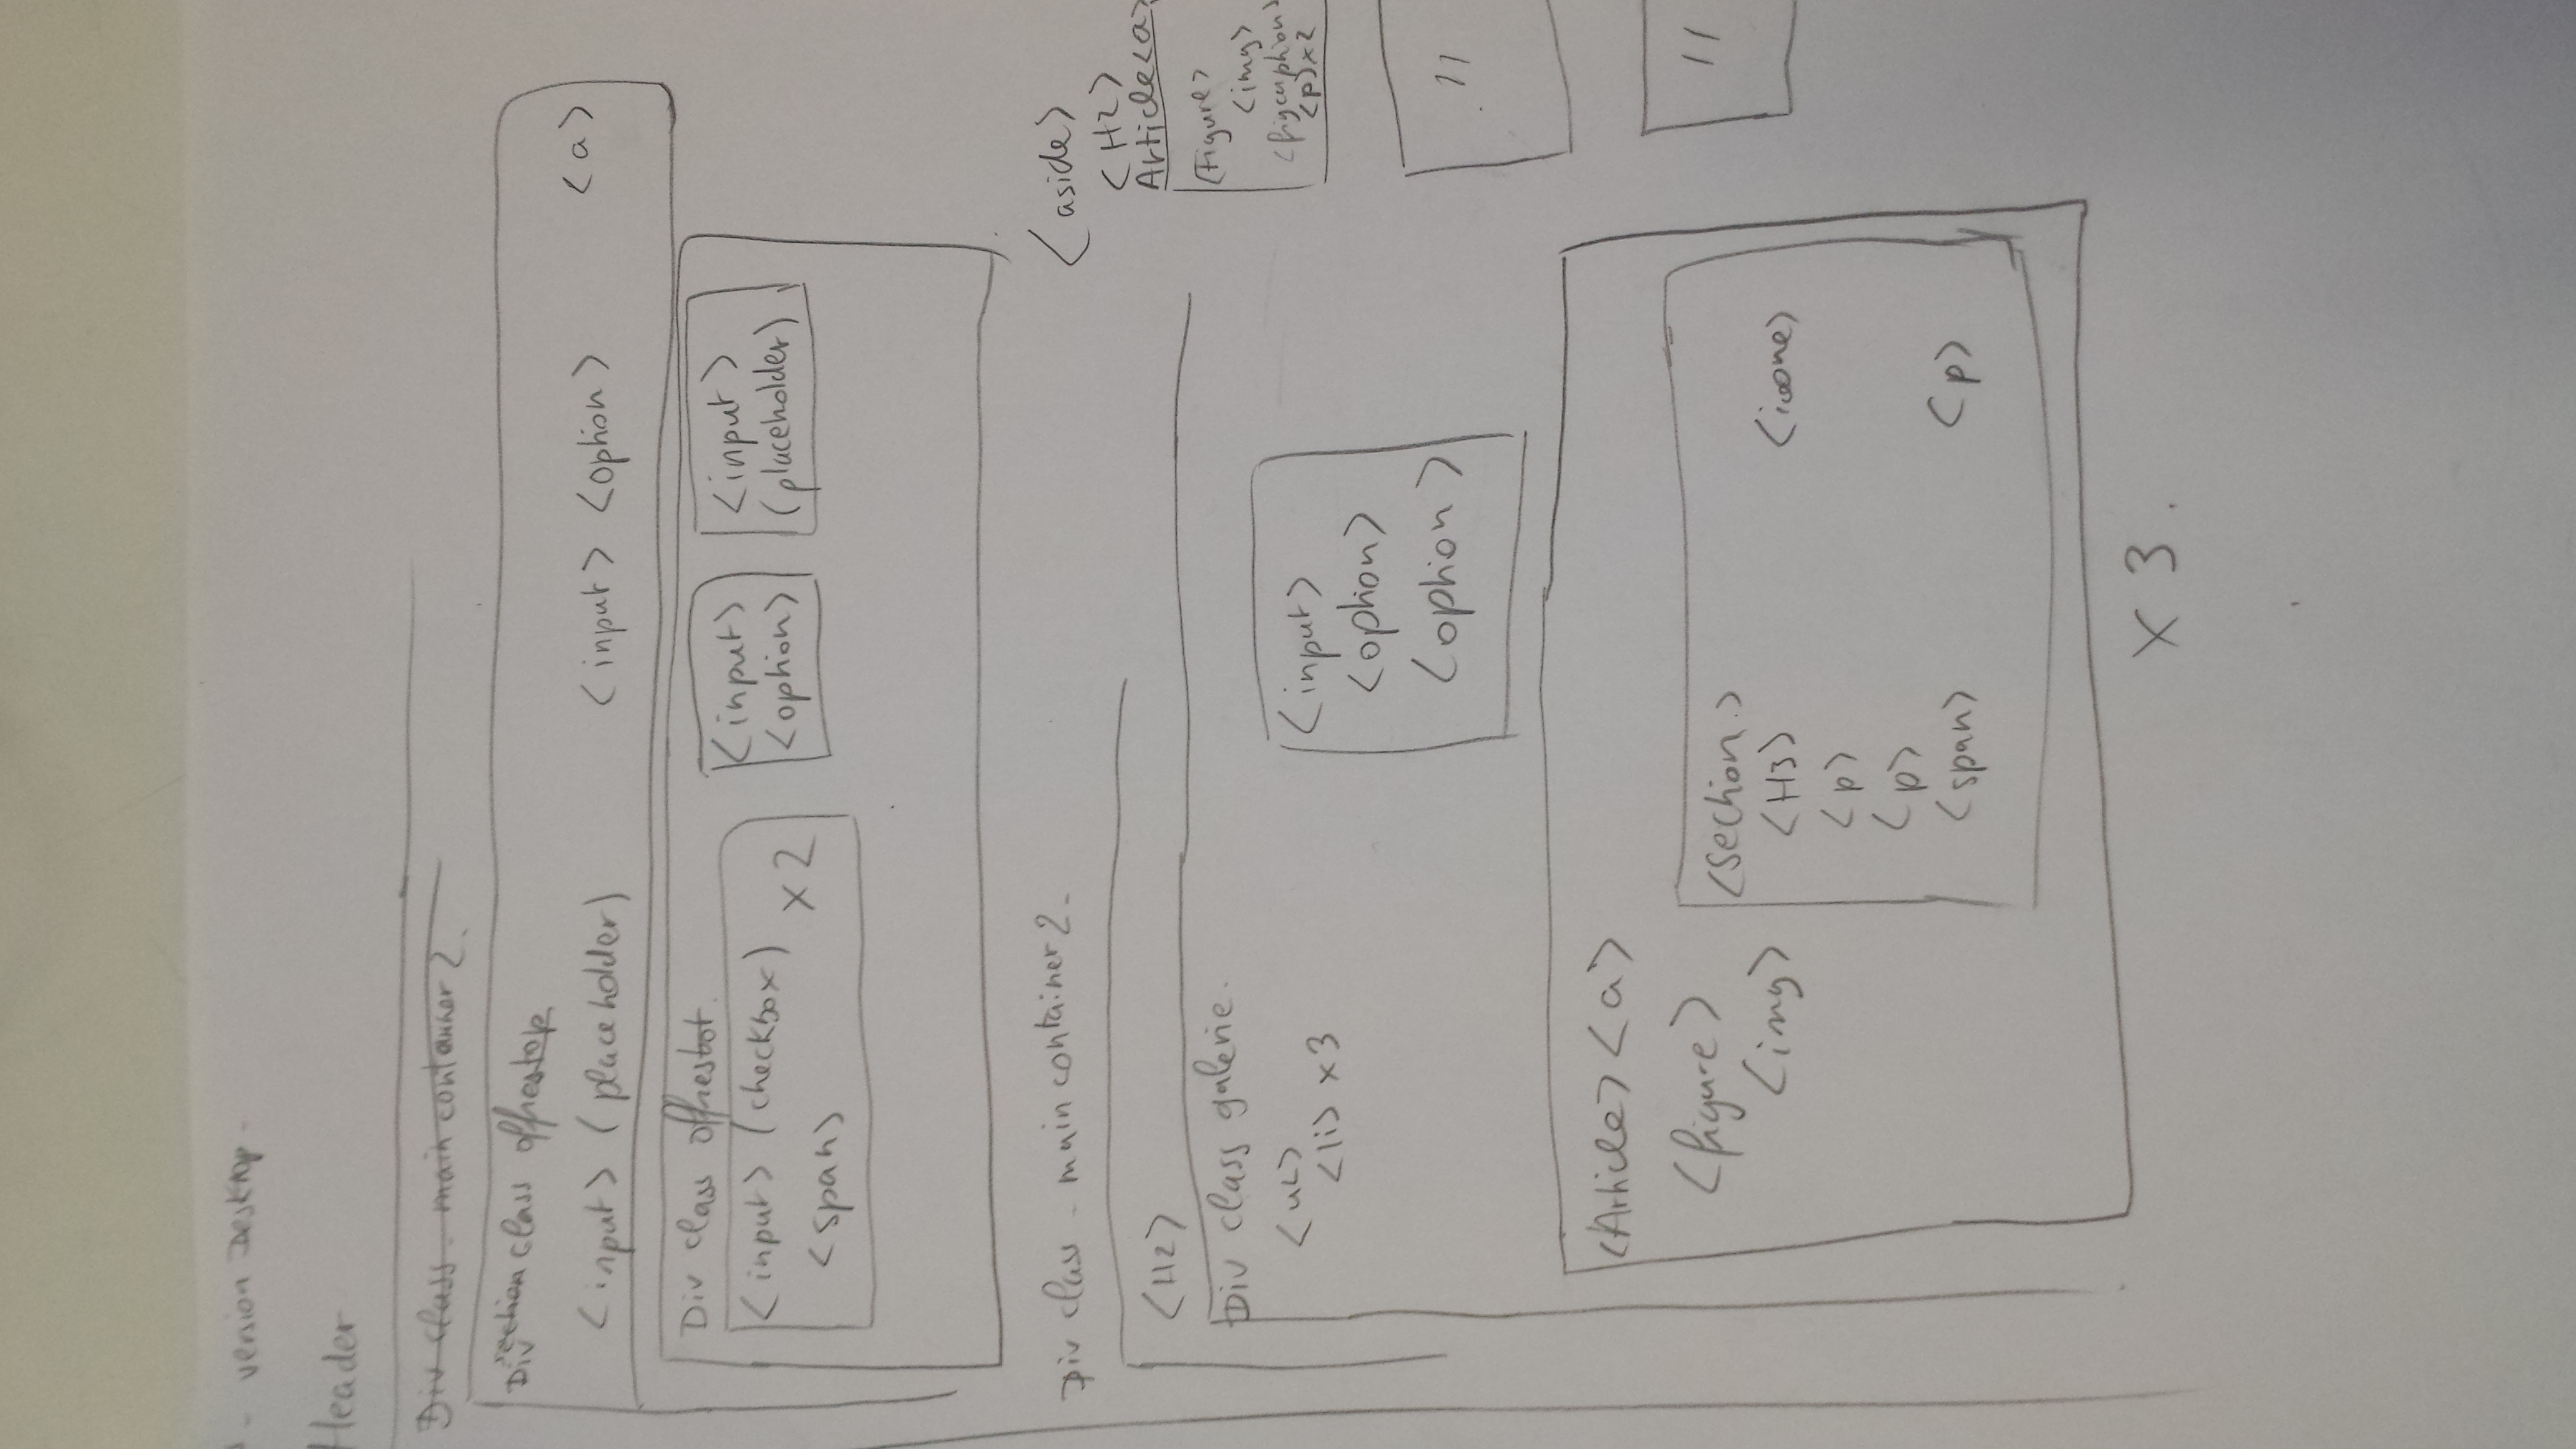 - version Desktop -
Header
Div class - main container 2.
Div section class offrestop
<input> (placeholder) <input> <option> <a>
Div class offresbot.
<input> (checkbox) x2
<span>
<input>
<option>
<input>
(placeholder)
Div class - main container 2 -
<H2>
Div class galerie.
<uL>
<li> x3
<input>
<option>
<option>
<Article> <a>
<figure>
<img>
<section.>
<H3> <icone>
<p>
<p>
<span> <p>
x 3.
<aside>
<H2>
Article<a>
<Figure>
<img>
<figcaption>
<p>x2
//
//